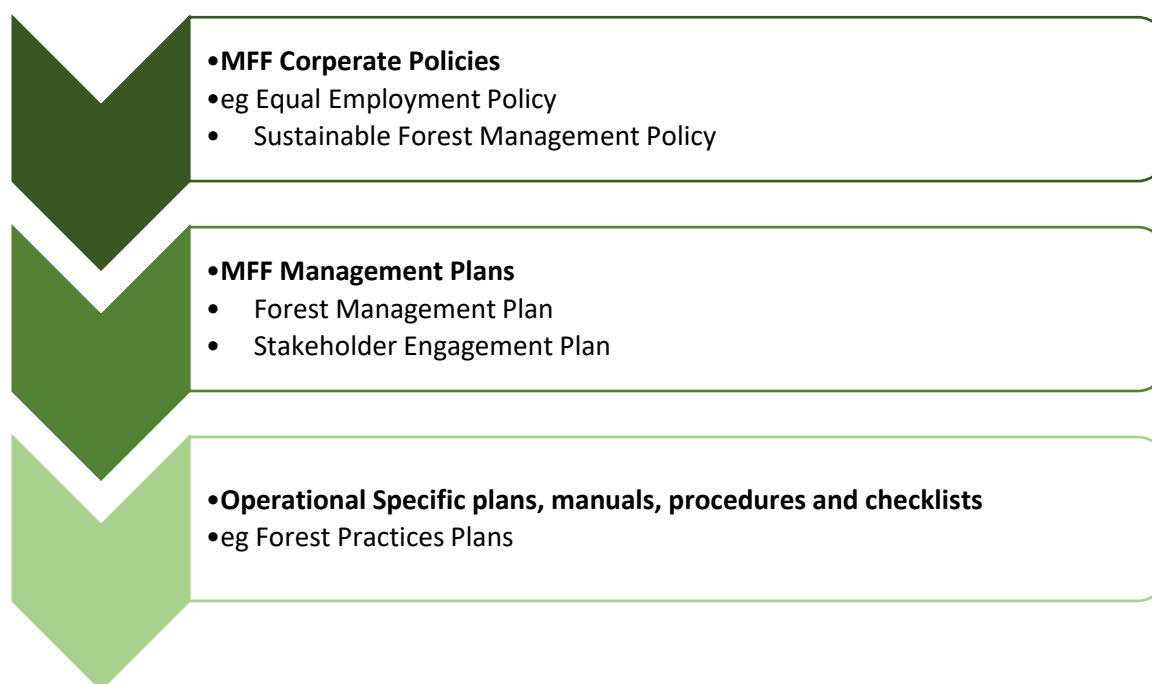 •MFF Corperate Policies
•eg Equal Employment Policy
• Sustainable Forest Management Policy
•MFF Management Plans
• Forest Management Plan
• Stakeholder Engagement Plan
•Operational Specific plans, manuals, procedures and checklists
•eg Forest Practices Plans